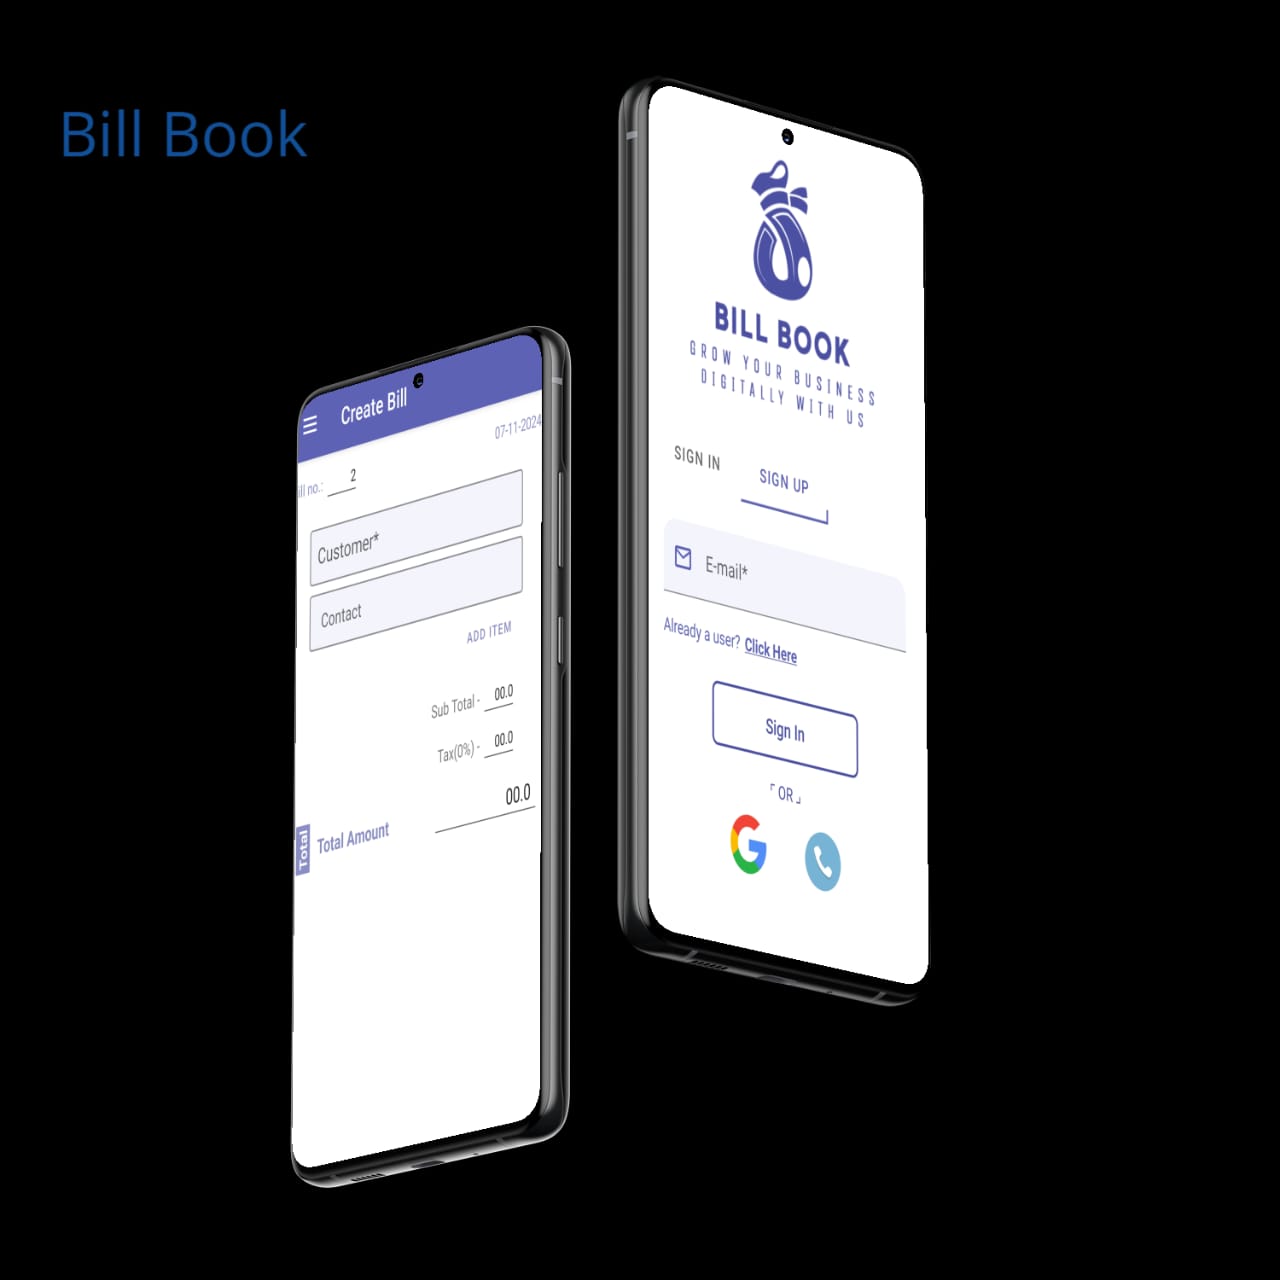 Bill Book
Create Bill
07-11-2024
ill no.: 2
Customer*
Contact
ADD ITEM
Sub Total - 00.0
Tax(0%) - 00.0
00.0
Total
Total Amount
BILL BOOK
GROW YOUR BUSINESS
DIGITALLY WITH US
SIGN IN
SIGN UP
E-mail*
Already a user? Click Here
Sign In
OR
G